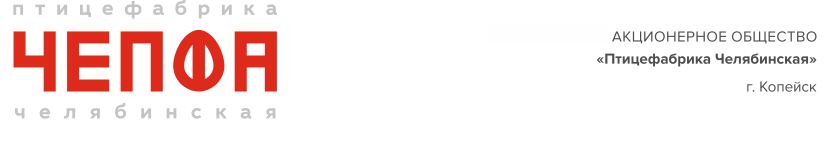 птицефабрика
ЧЕПФА
челябинская
АКЦИОНЕРНОЕ ОБЩЕСТВО
«Птицефабрика Челябинская»
г. Копейск